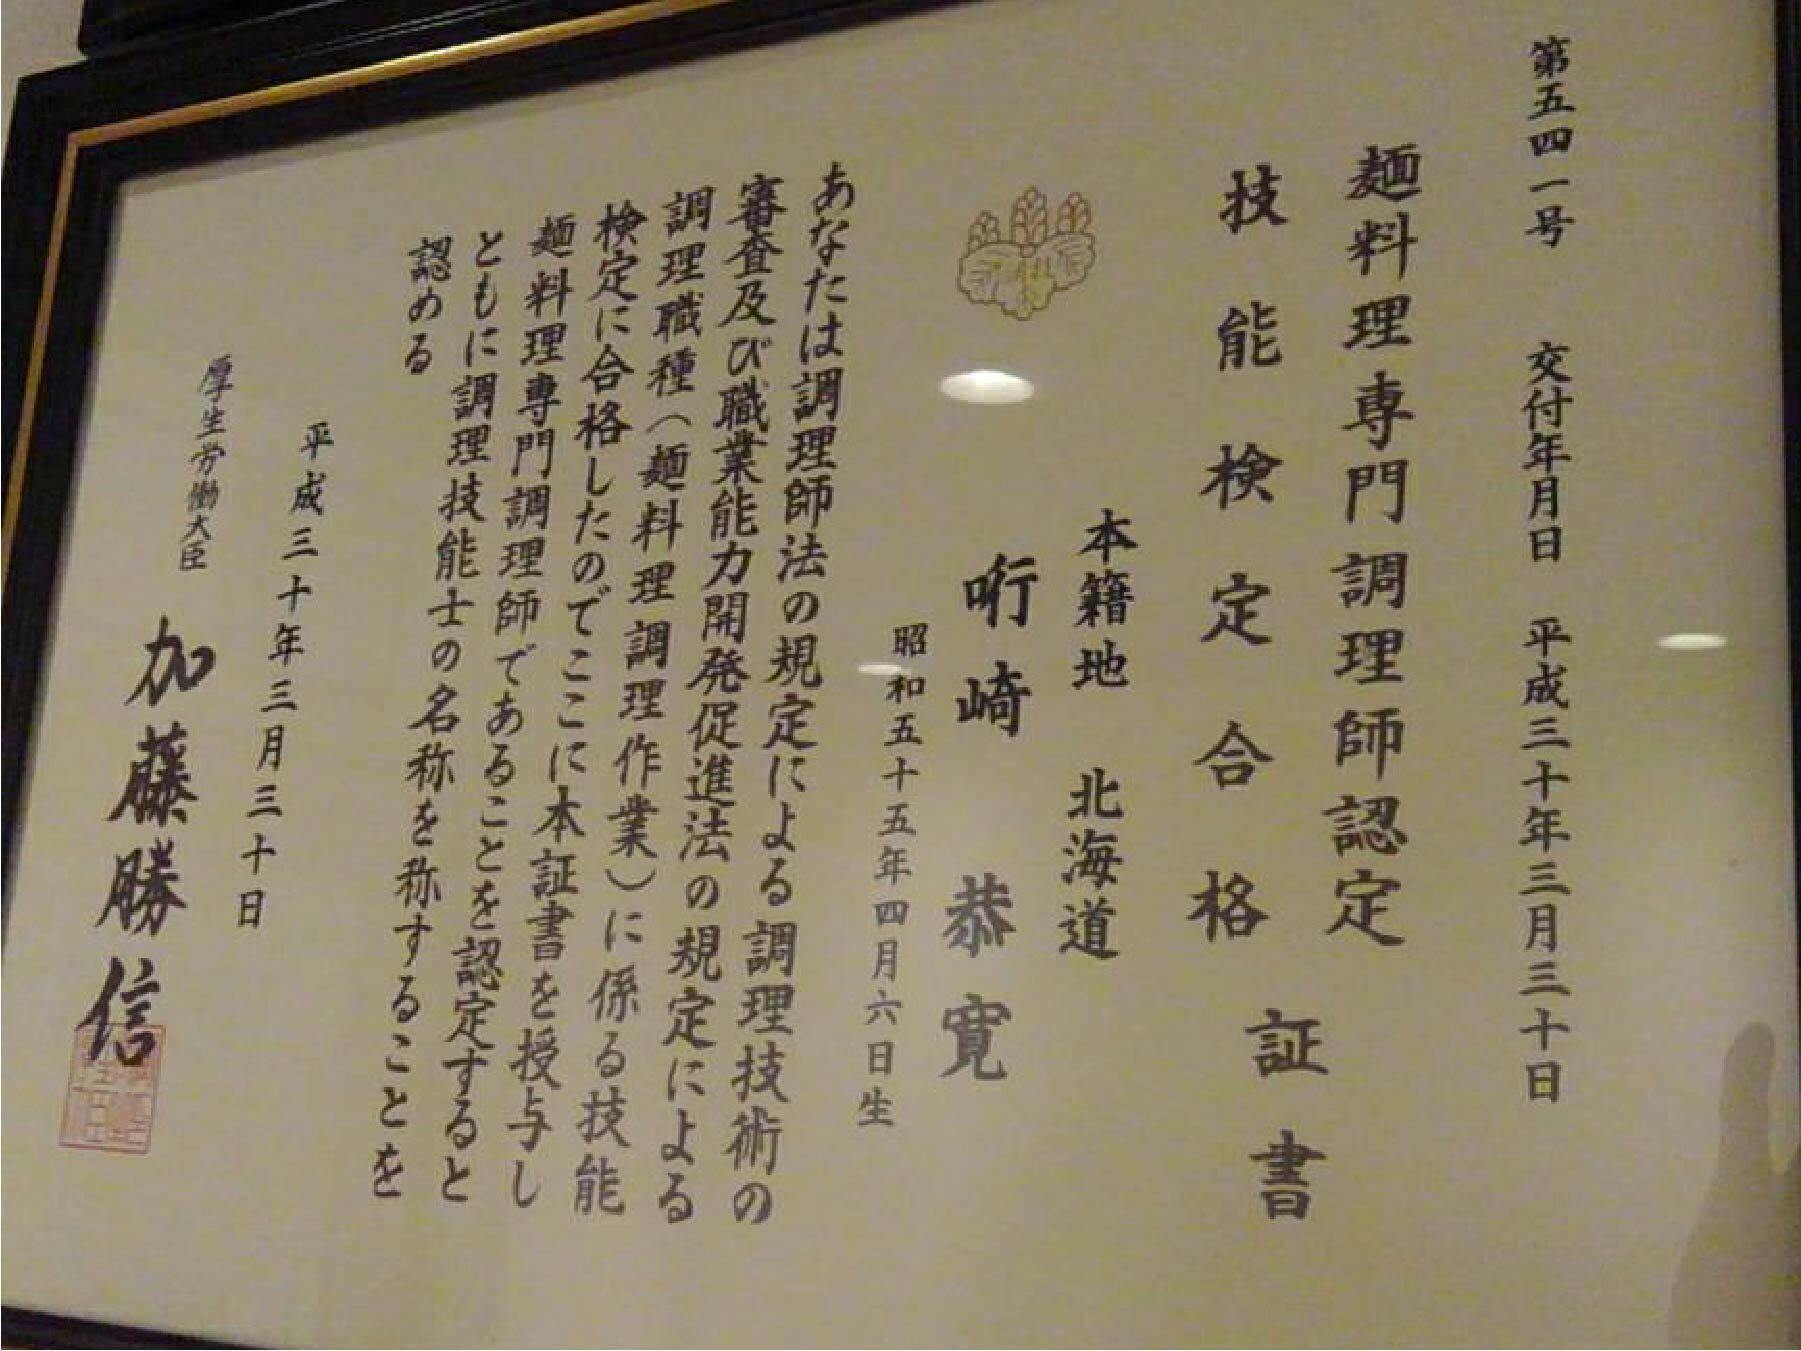 第五四一号 交付年月日 平成三十年三月三十日
麺料理専門調理師認定
技能検定合格
証書
本籍地 北海道
哘崎 恭寛
昭和五十五年四月六日生
あなたは調理師法の規定による調理技術の
審査及び職業能力開発促進法の規定による
調理職種（麺料理調理作業）に係る技能
検定に合格したのでここに本証書を授与し
麺料理専門調理師であることを認定すると
ともに調理技能士の名称を称することを
認める
平成三十年三月三十日
厚生労働大臣 加藤勝信